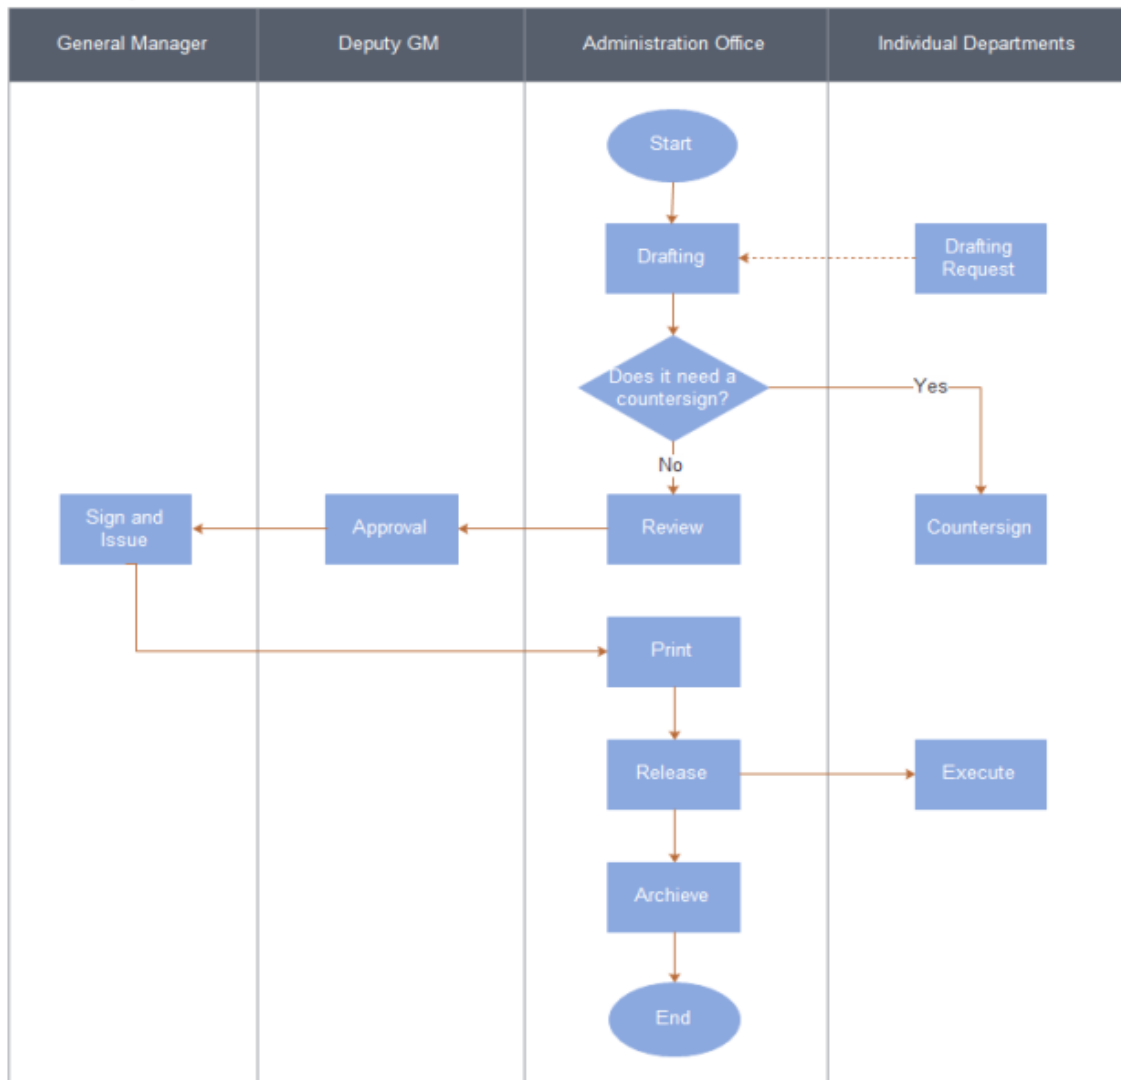 General Manager
Deputy GM
Administration Office
Individual Departments
Start
Drafting
Drafting
Request
Does it need a
countersign?
Yes
No
Sign and
Issue
Approval
Review
Countersign
Print
Release
Execute
Archieve
End